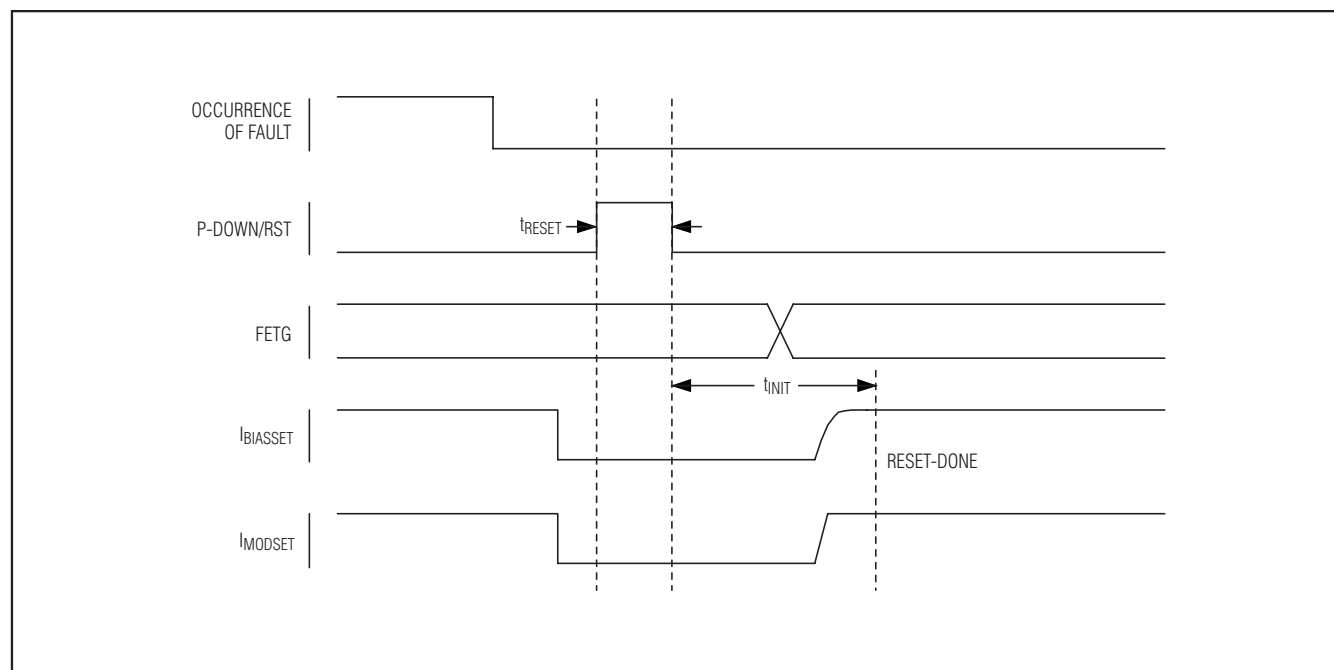 OCCURRENCE
OF FAULT
P-DOWN/RST
tRESET
FETG
tINIT
IBIASSET
RESET-DONE
IMODSET